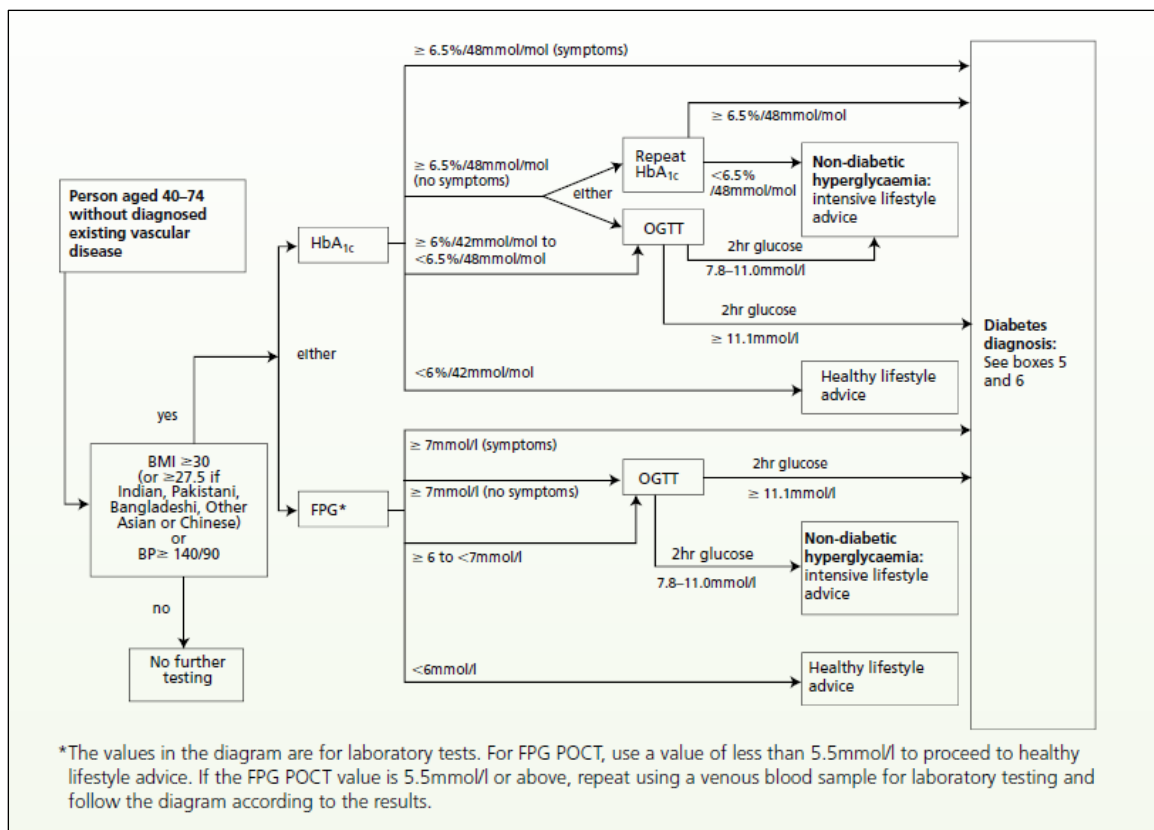 ≥ 6.5%/48mmol/mol (symptoms)
≥ 6.5%/48mmol/mol
≥ 6.5%/48mmol/mol
(no symptoms)
either
Repeat
HbA1c
<6.5%
/48mmol/mol
Non-diabetic
hyperglycaemia:
intensive lifestyle
advice
Person aged 40–74
without diagnosed
existing vascular
disease
HbA1c
≥ 6%/42mmol/mol to
<6.5%/48mmol/mol
OGTT
2hr glucose
7.8–11.0mmol/l
2hr glucose
≥ 11.1mmol/l
Diabetes
diagnosis:
See boxes 5
and 6
either
<6%/42mmol/mol
Healthy lifestyle
advice
yes
BMI ≥30
(or ≥27.5 if
Indian, Pakistani,
Bangladeshi, Other
Asian or Chinese)
or
BP≥ 140/90
no
No further
testing
FPG*
≥ 7mmol/l (symptoms)
≥ 7mmol/l (no symptoms)
OGTT
2hr glucose
≥ 11.1mmol/l
≥ 6 to <7mmol/l
2hr glucose
7.8–11.0mmol/l
Non-diabetic
hyperglycaemia:
intensive lifestyle
advice
<6mmol/l
Healthy lifestyle
advice
*The values in the diagram are for laboratory tests. For FPG POCT, use a value of less than 5.5mmol/l to proceed to healthy
lifestyle advice. If the FPG POCT value is 5.5mmol/l or above, repeat using a venous blood sample for laboratory testing and
follow the diagram according to the results.